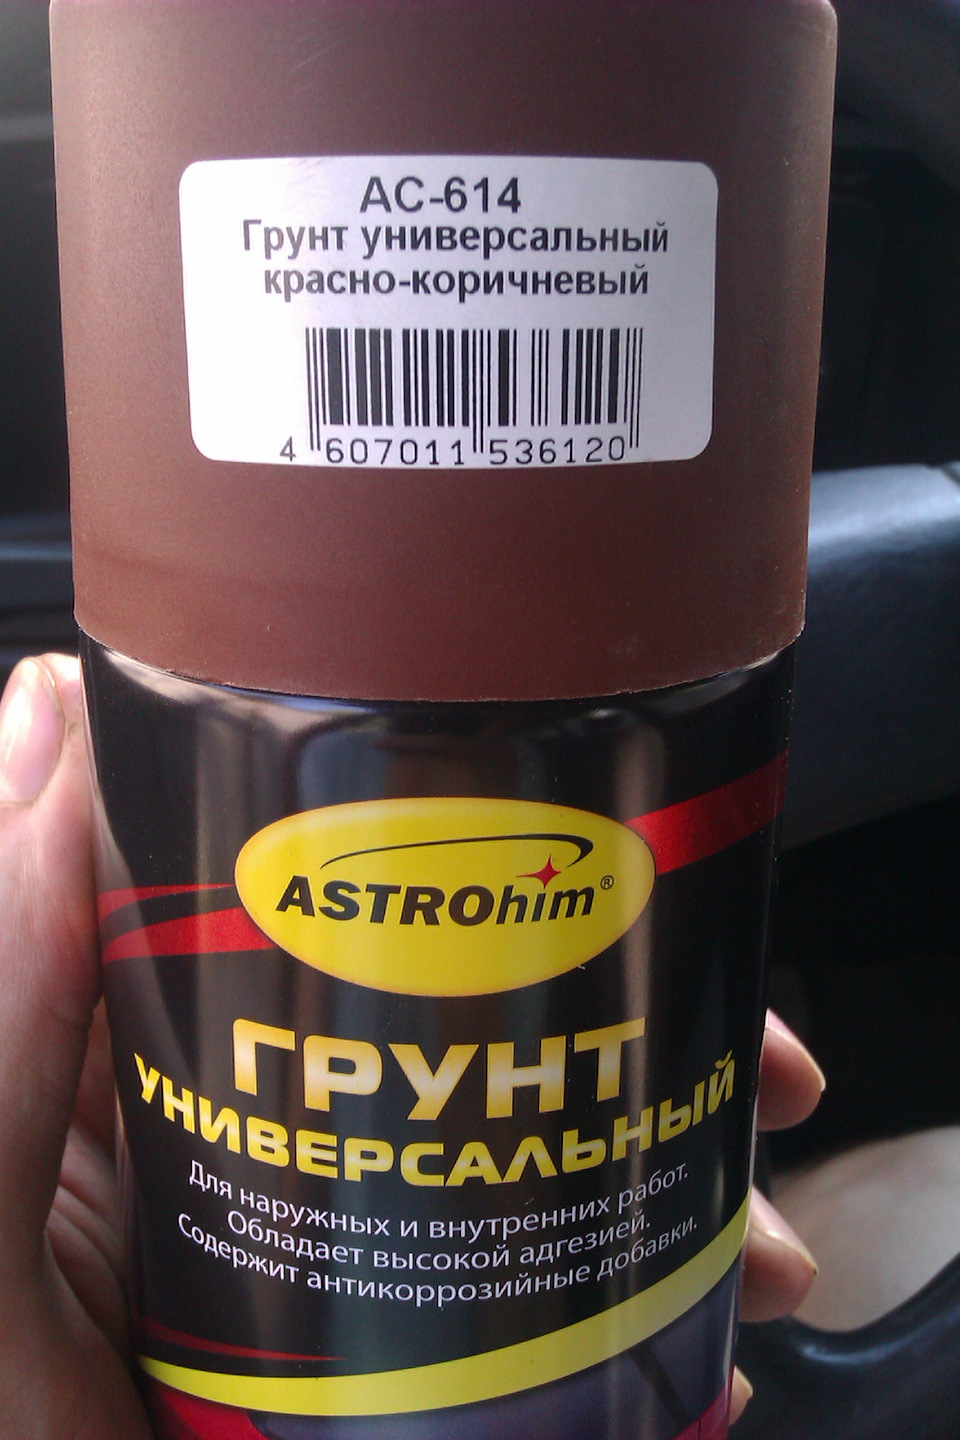 АС-614
Грунт универсальный
красно-коричневый
4 607011 536120
ASTROhim®
ГРУНТ
УНИВЕРСАЛЬНЫЙ
Для наружных и внутренних работ.
Обладает высокой адгезией.
Содержит антикоррозийные добавки.